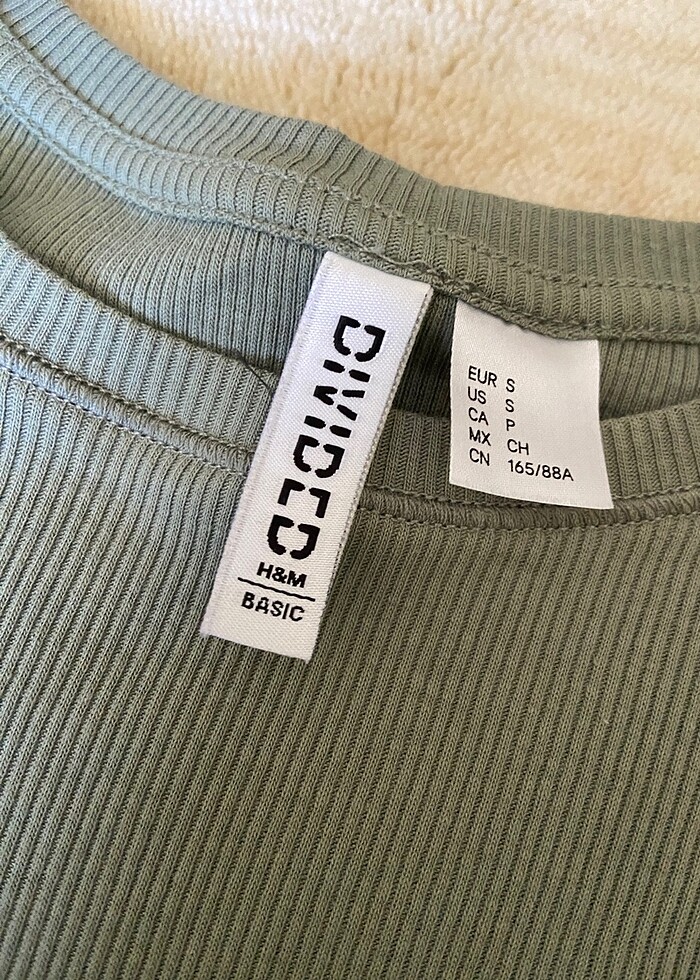 DIVIDED
H&M
BASIC
EUR S
US S
CA P
MX CH
CN 165/88A